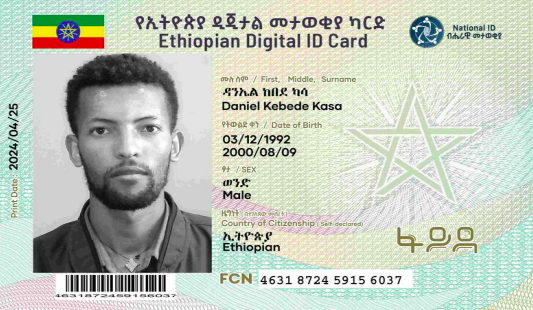 የኢትዮጵያ ዲጂታል መታወቂያ ካርድ
Ethiopian Digital ID Card
National ID
ብሔራዊ መታወቂያ
ሙሉ ስም / First, Middle, Surname
ዳንኤል ከበደ ካሳ
Daniel Kebede Kasa
የትውልድ ቀን / Date of Birth
03/12/1992
2000/08/09
ፆታ / SEX
ወንድ
Male
ዜግነት
Country of Citizenship ( Self-declared)
ኢትዮጵያ
Ethiopian
ፋይዳ
FCN 4631 8724 5915 6037
4631872459156037
Print Date: 2024/04/25